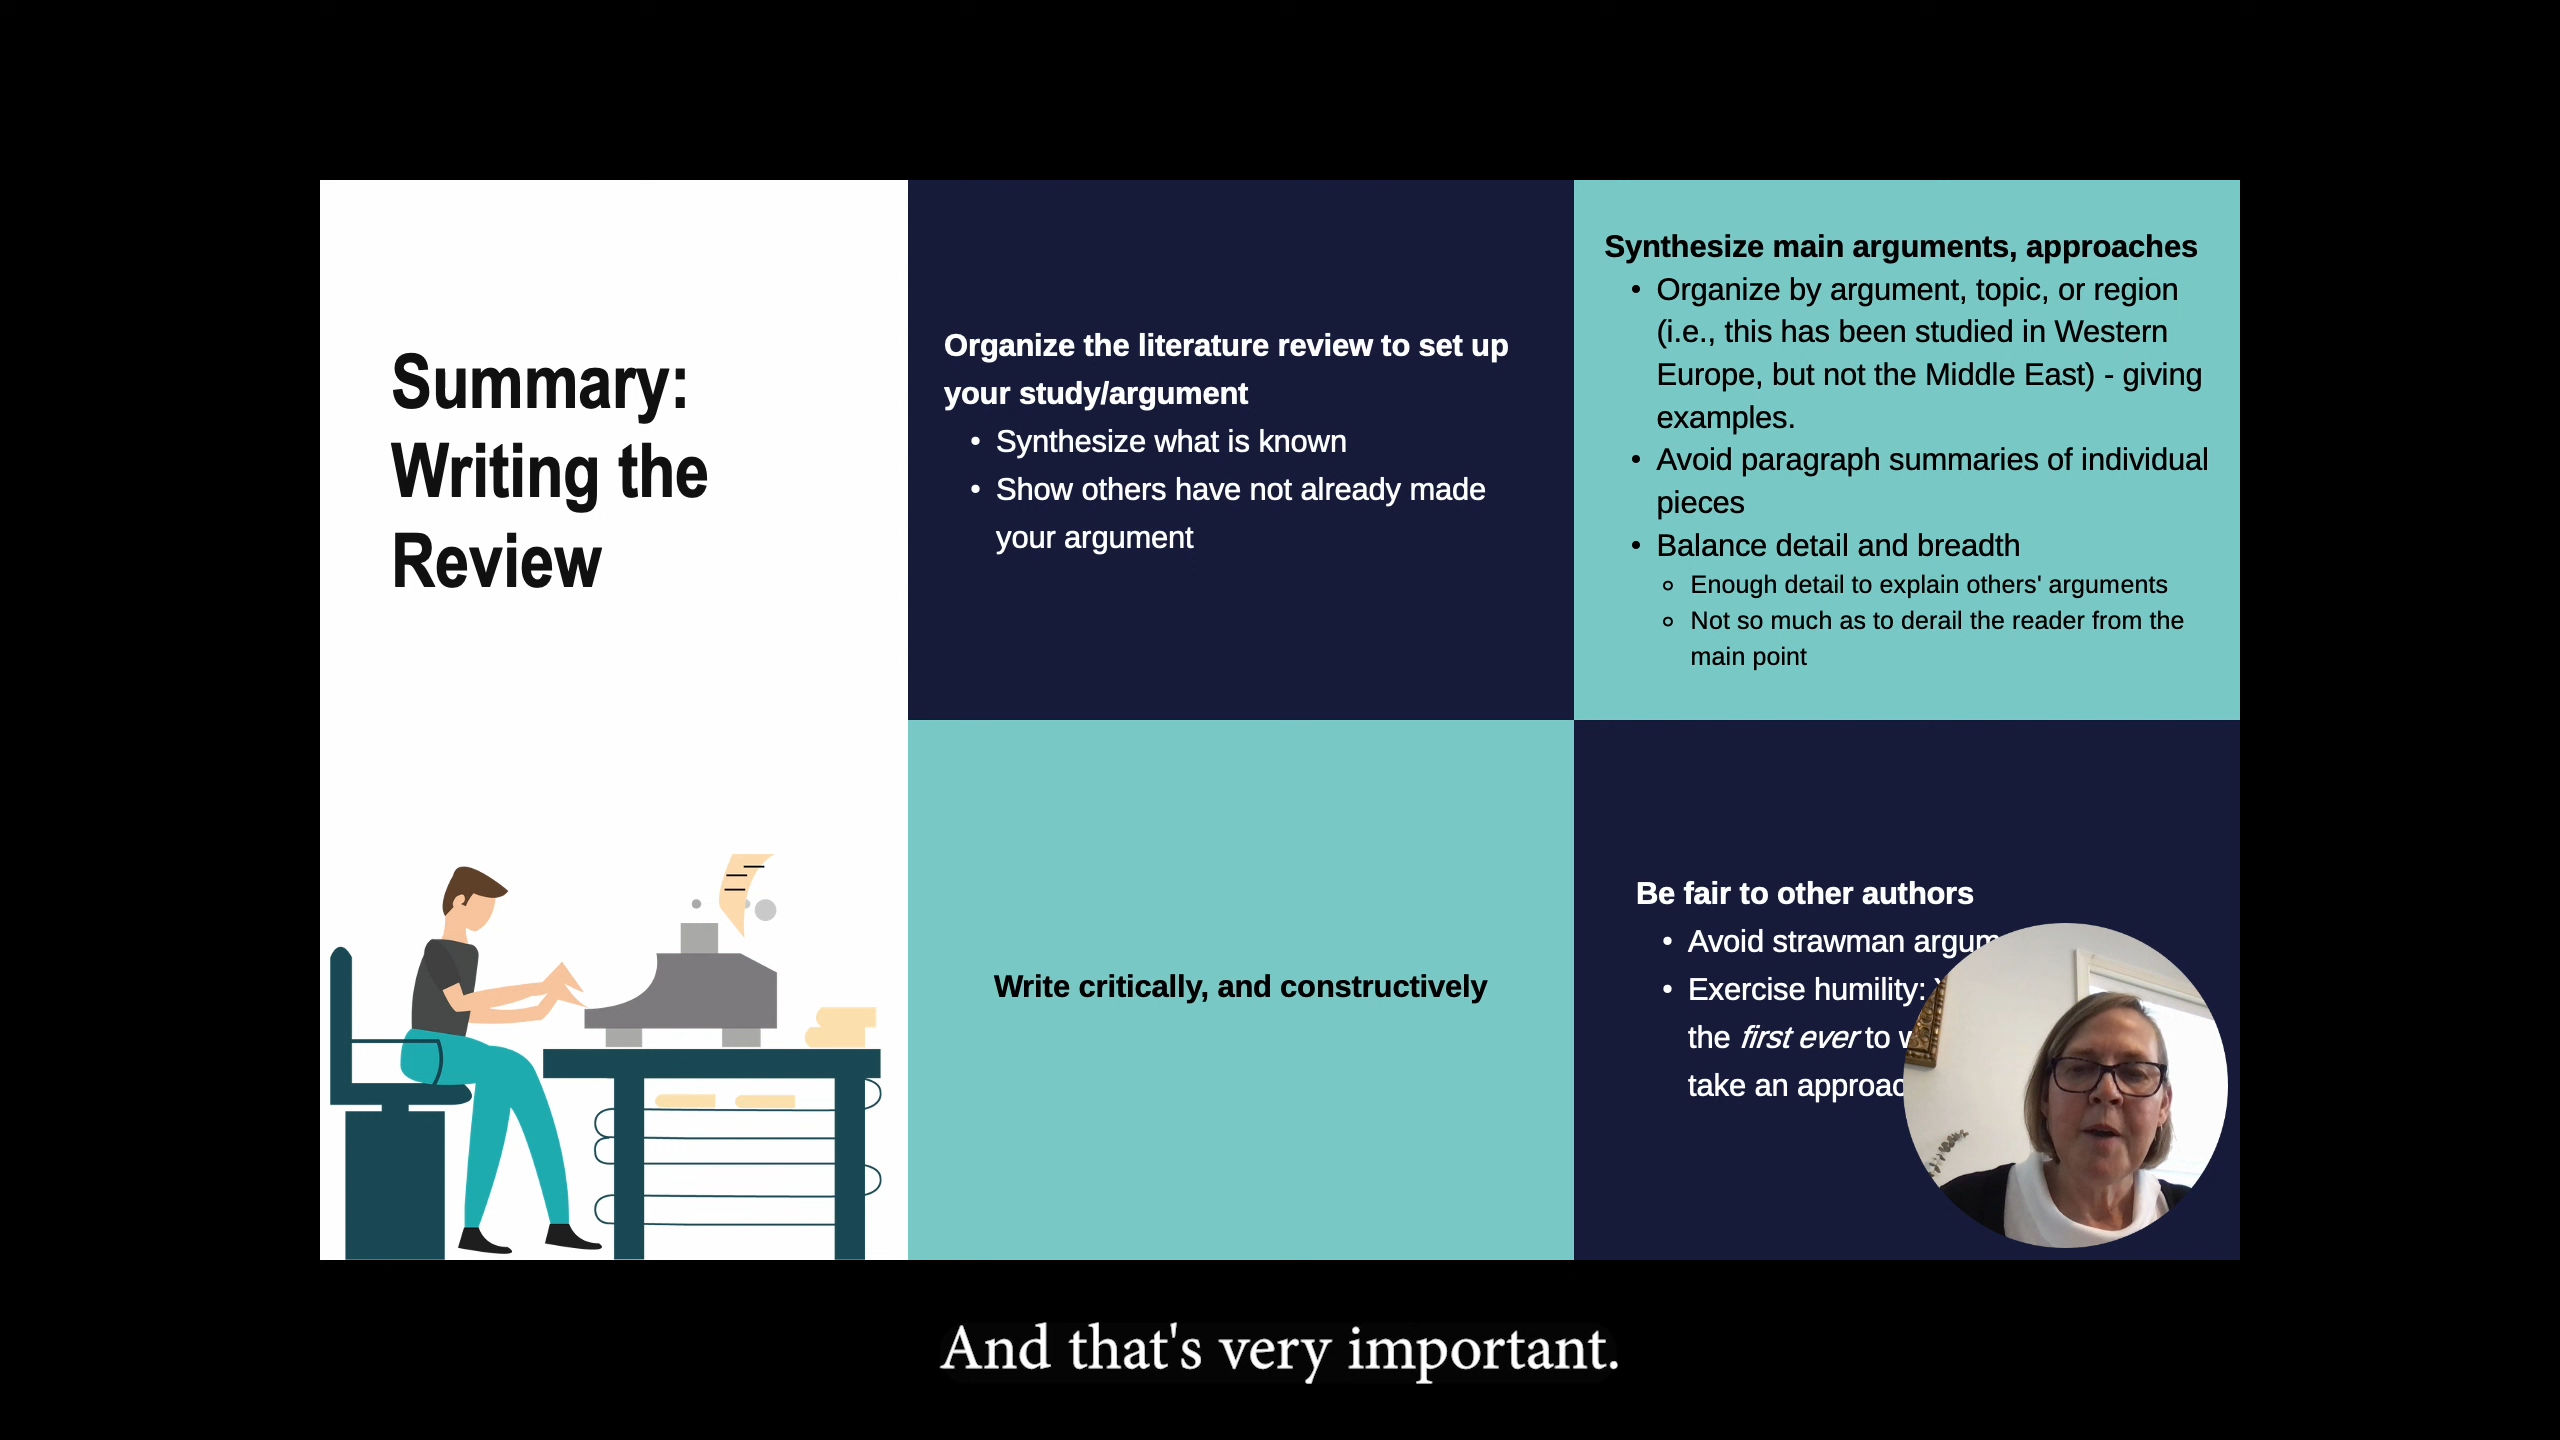 Summary:
Writing the
Review
Organize the literature review to set up
your study/argument
• Synthesize what is known
• Show others have not already made
your argument
Synthesize main arguments, approaches
• Organize by argument, topic, or region
(i.e., this has been studied in Western
Europe, but not the Middle East) - giving
examples.
• Avoid paragraph summaries of individual
pieces
• Balance detail and breadth
◦ Enough detail to explain others' arguments
◦ Not so much as to derail the reader from the
main point
Write critically, and constructively
Be fair to other authors
• Avoid strawman
• Exercise humility:
the first ever to
take an
And that's very important.